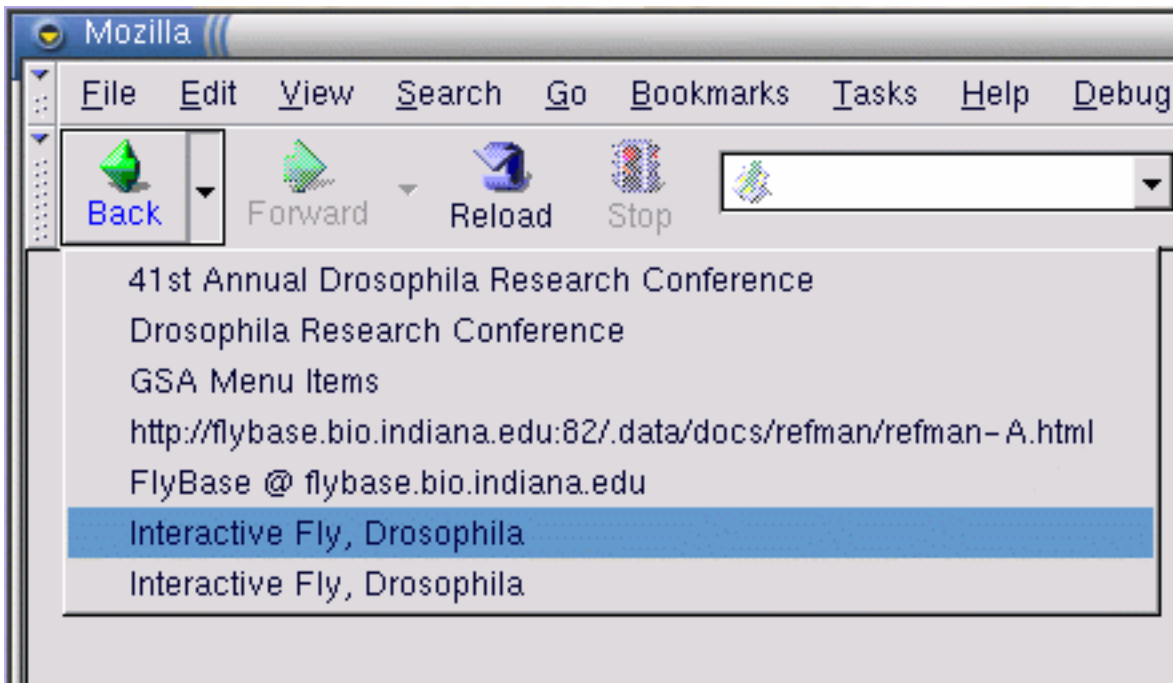 Mozilla
File Edit View Search Go Bookmarks Tasks Help Debug
Back Forward Reload Stop
41st Annual Drosophila Research Conference
Drosophila Research Conference
GSA Menu Items
http://flybase.bio.indiana.edu:82/.data/docs/refman/refman-A.html
FlyBase @ flybase.bio.indiana.edu
Interactive Fly, Drosophila
Interactive Fly, Drosophila